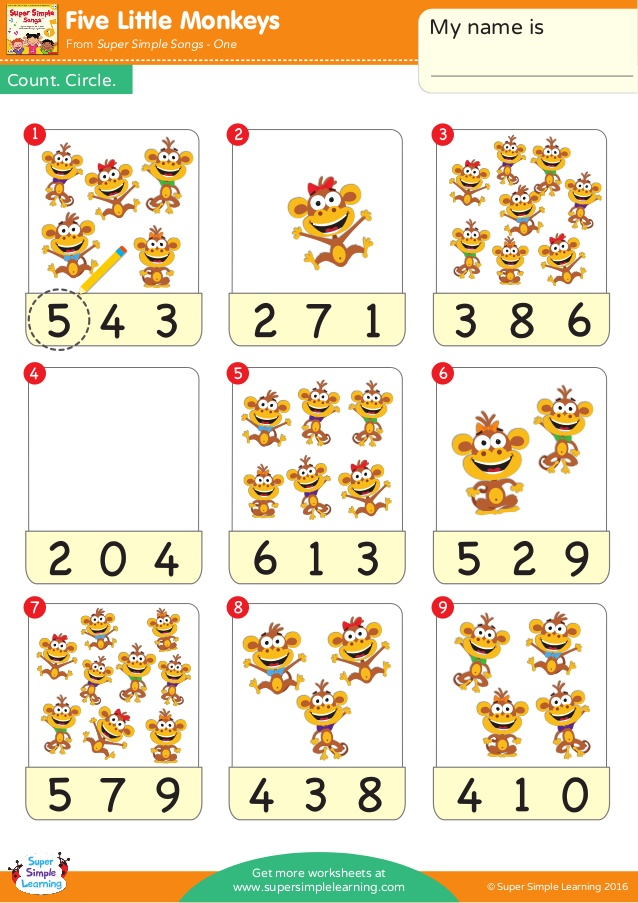 Super Simple
Songs
Five Little Monkeys
From Super Simple Songs - One
My name is
Count. Circle.
1
2
3
5 4 3
2 7 1
3 8 6
4
5
6
2 0 4
6 1 3
5 2 9
7
8
9
5 7 9
4 3 8
4 1 0
Super
Simple
Learning
Get more worksheets at
www.supersimplelearning.com
© Super Simple Learning 2016